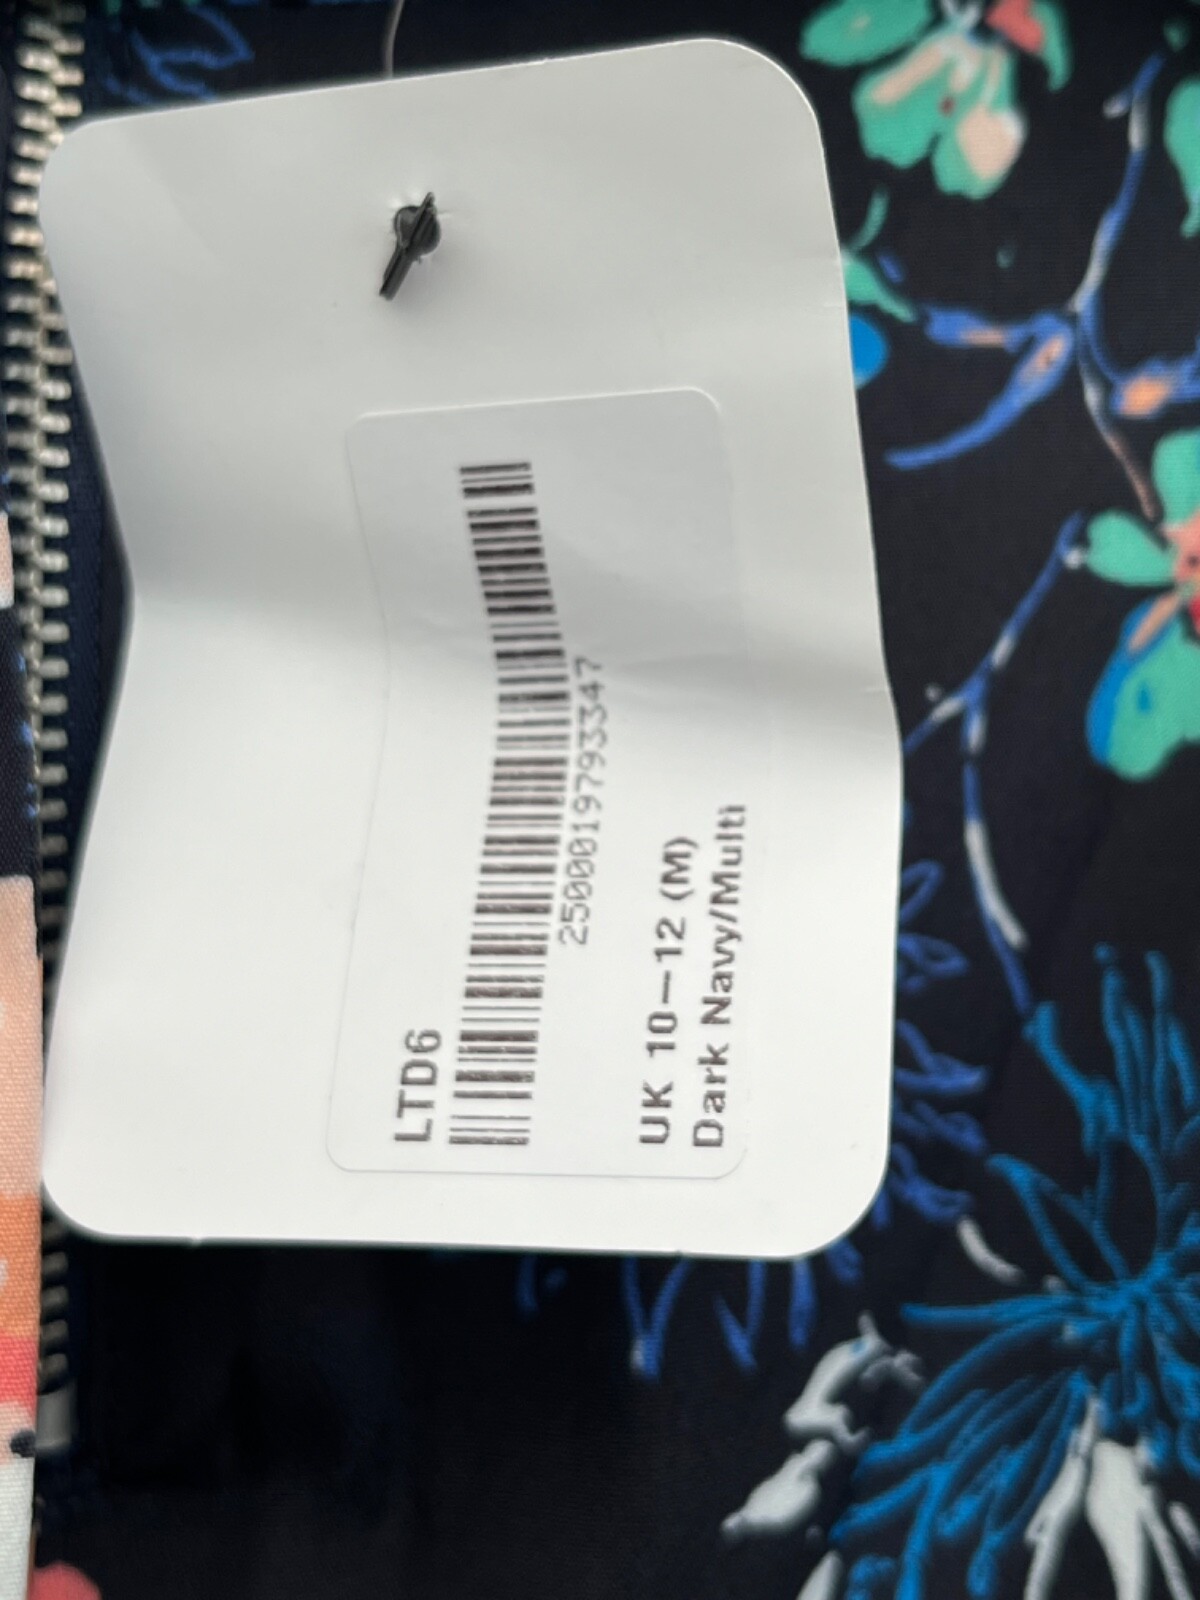 LTD6
2500019793347
UK 10-12 (M)
Dark Navy/Multi